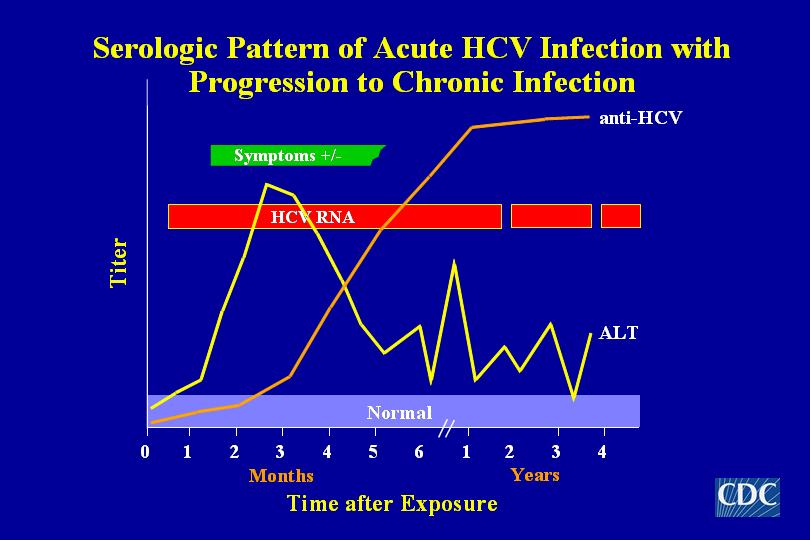 Serologic Pattern of Acute HCV Infection with
Progression to Chronic Infection
anti-HCV
Symptoms +/-
HCV RNA
Titer
ALT
Normal
0 1 2 3 4 5 6 // 1 2 3 4
Months Years
Time after Exposure
CDC